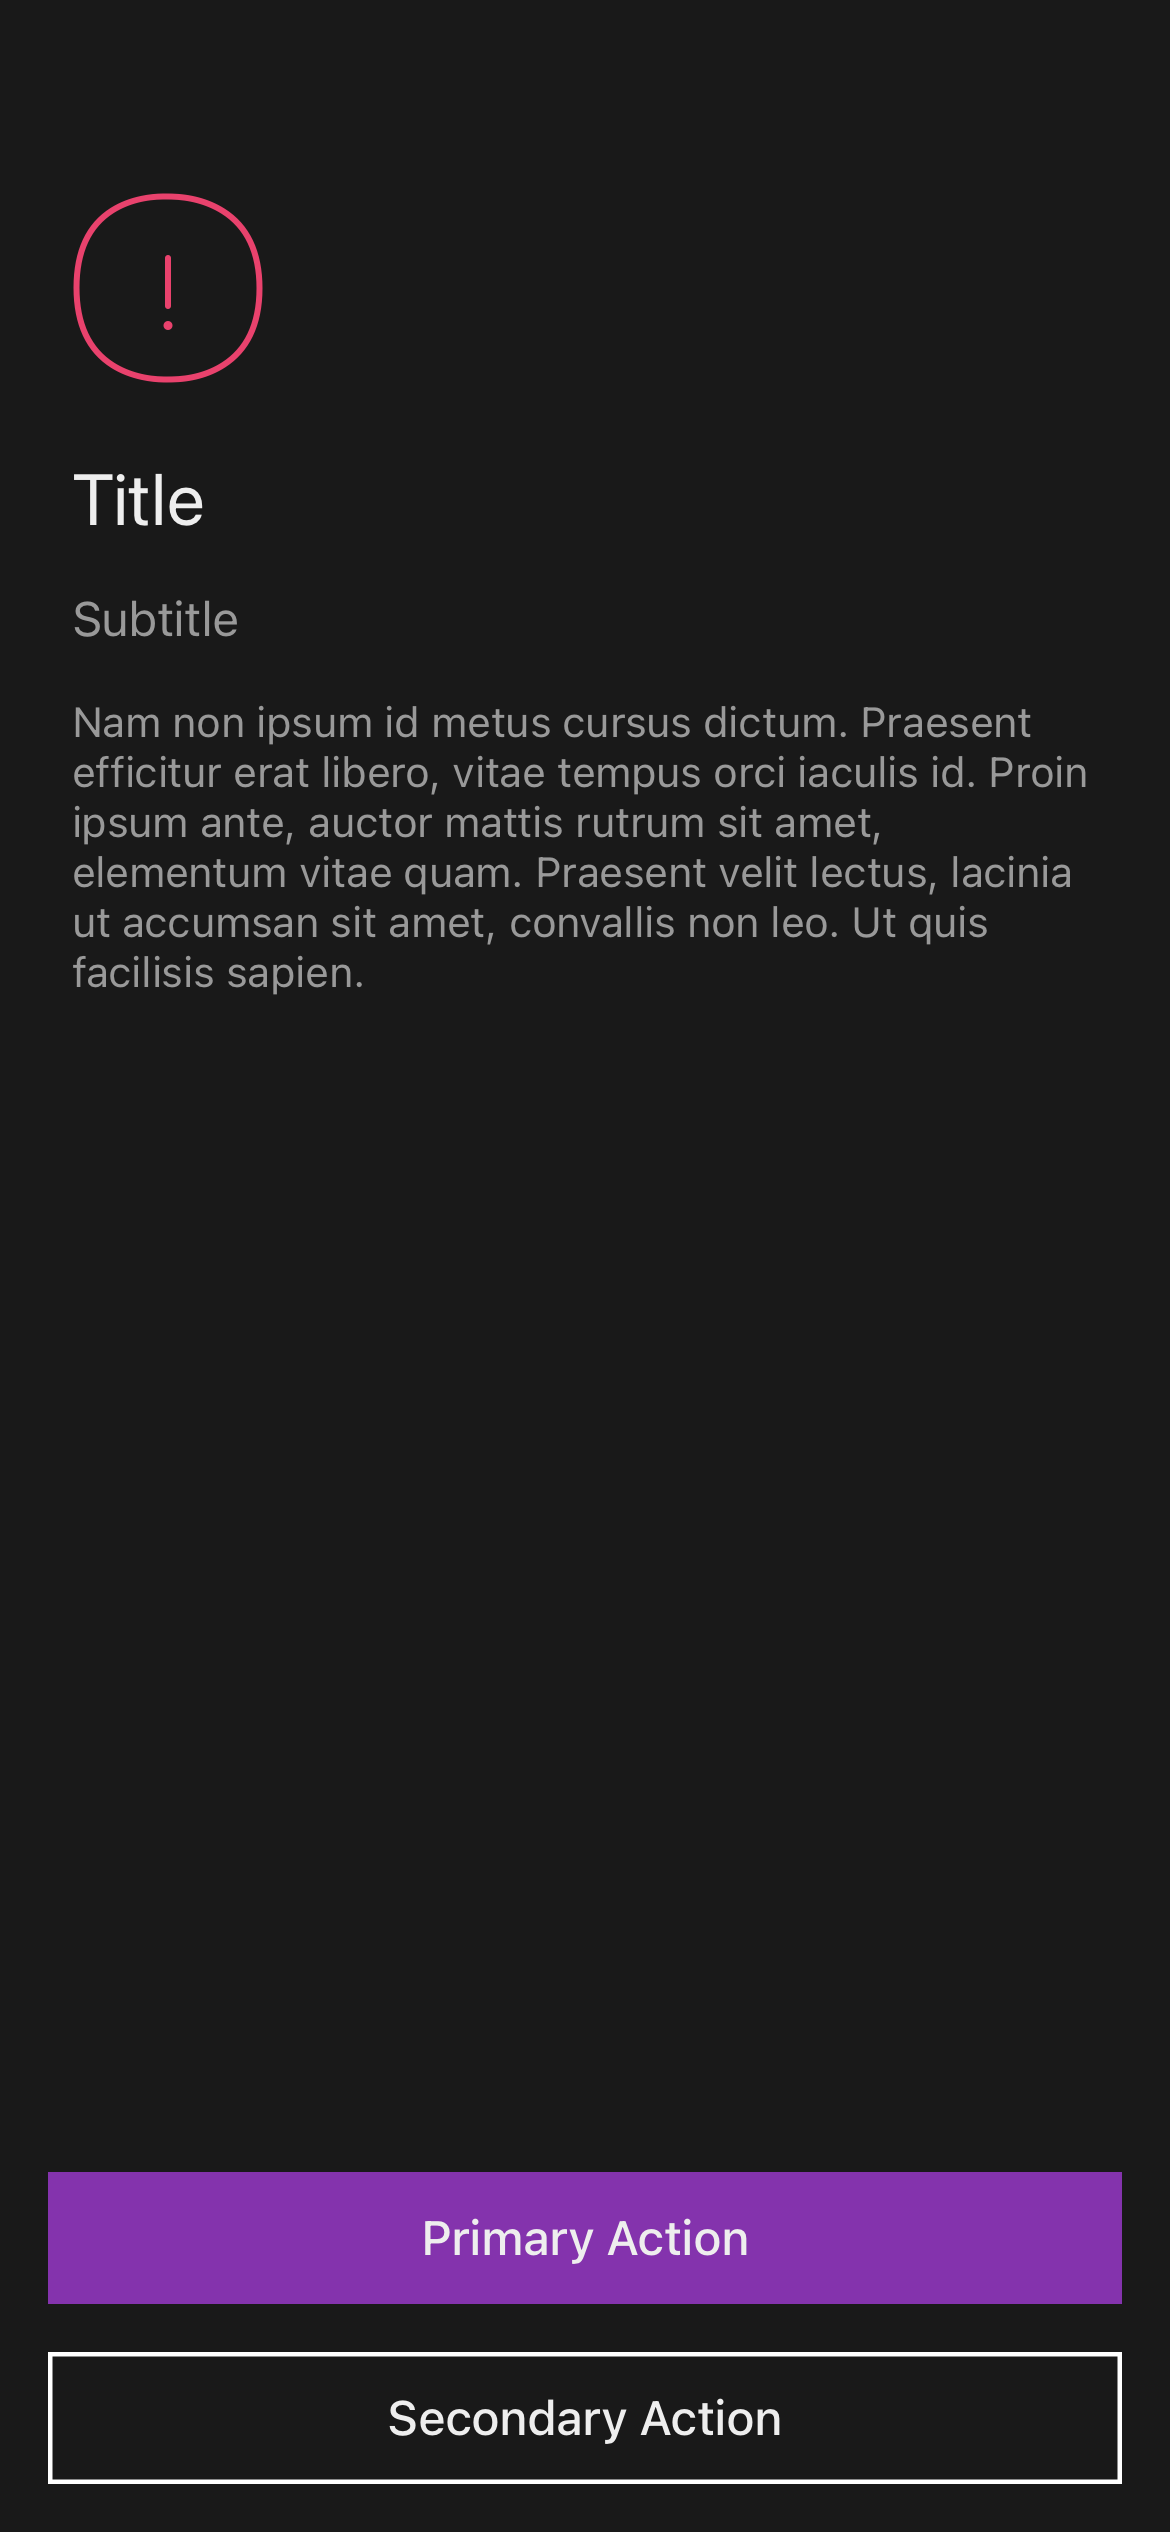 !
Title
Subtitle
Nam non ipsum id metus cursus dictum. Praesent
efficitur erat libero, vitae tempus orci iaculis id. Proin
ipsum ante, auctor mattis rutrum sit amet,
elementum vitae quam. Praesent velit lectus, lacinia
ut accumsan sit amet, convallis non leo. Ut quis
facilisis sapien.
Primary Action
Secondary Action